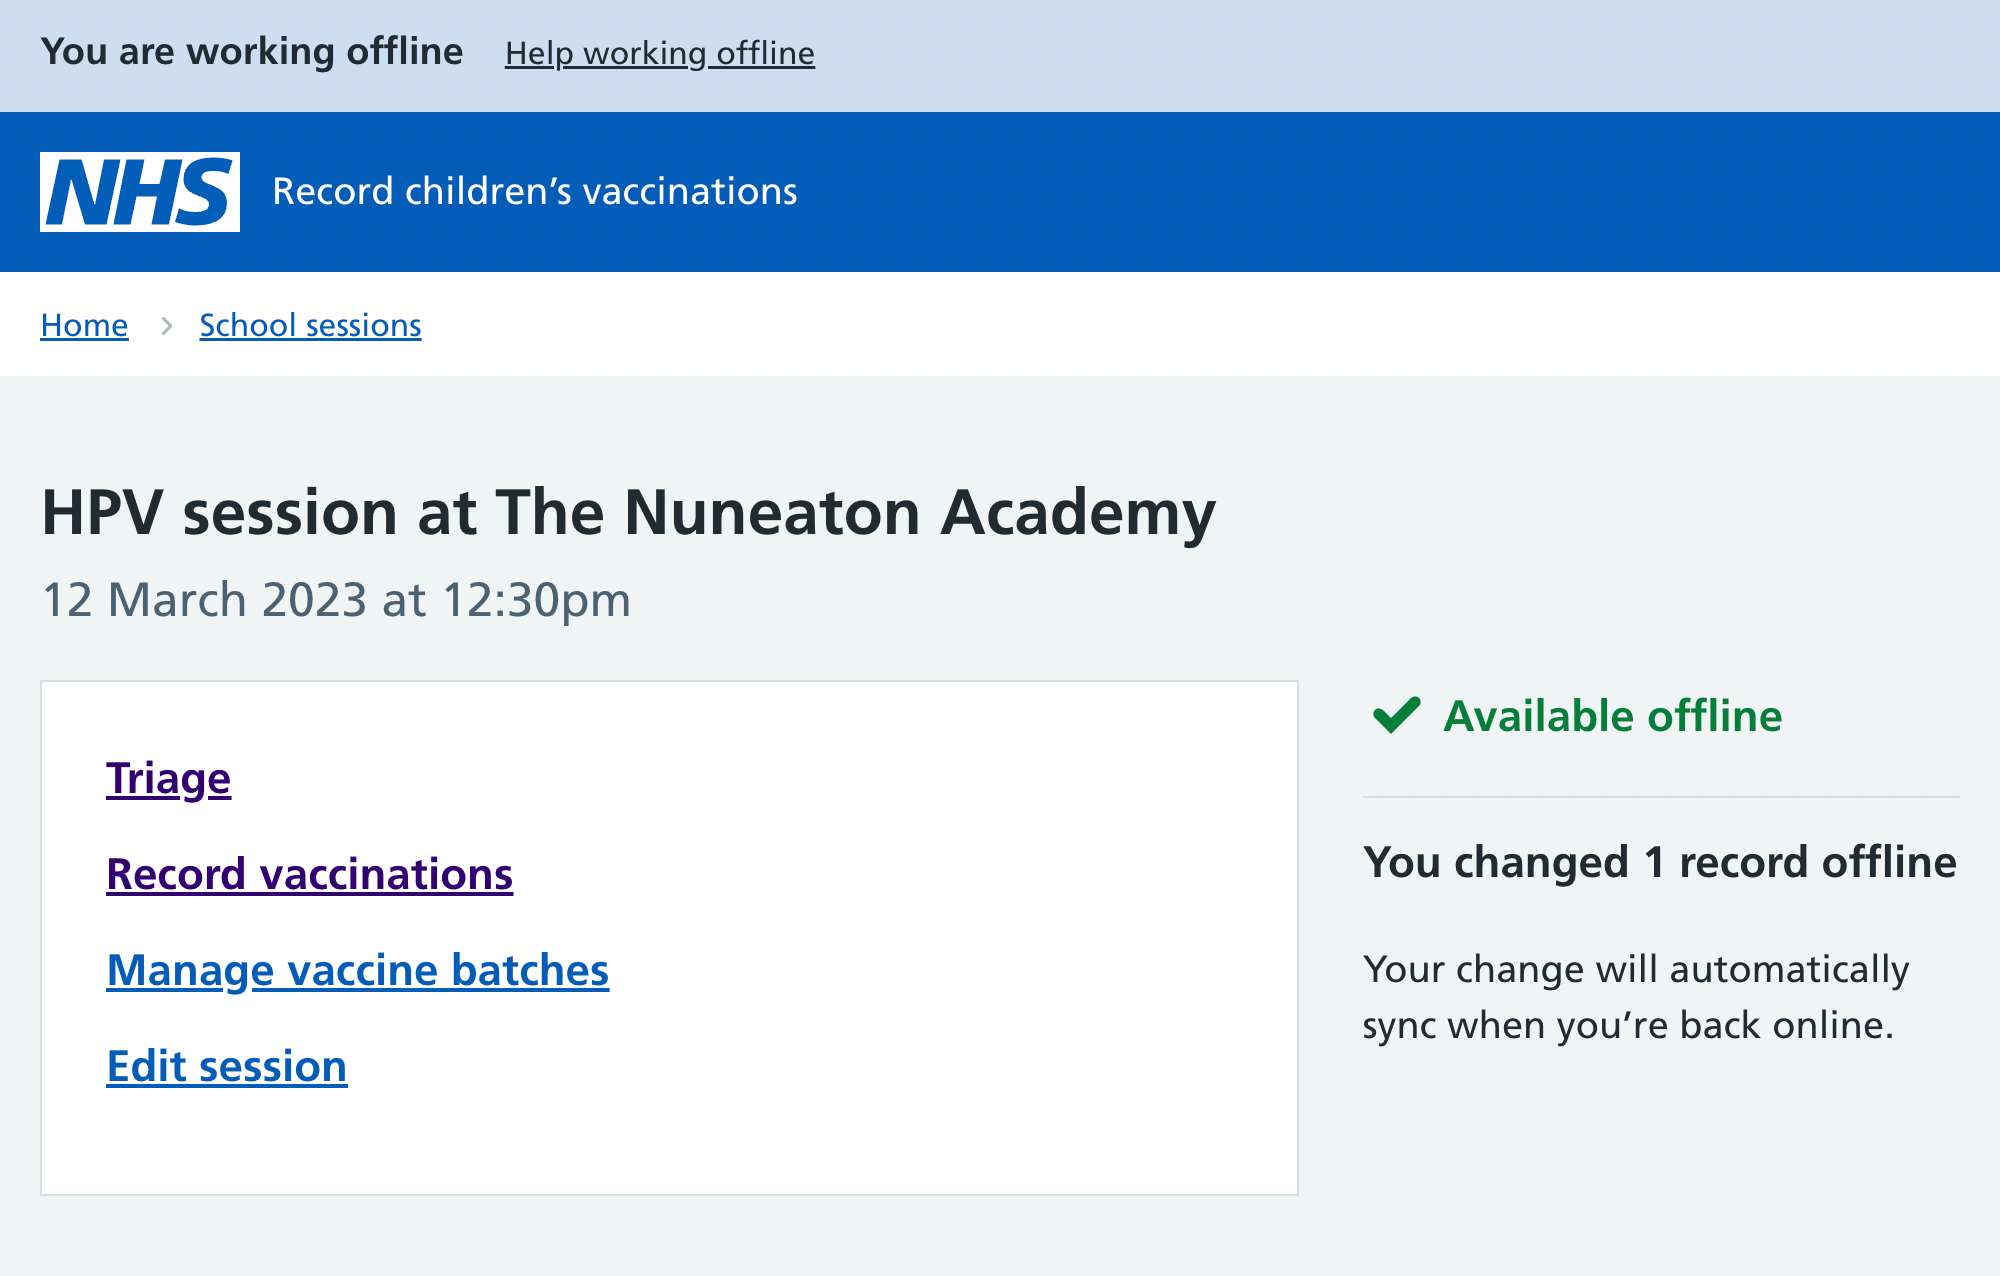 You are working offline Help working offline
NHS Record children’s vaccinations
Home School sessions
HPV session at The Nuneaton Academy
12 March 2023 at 12:30pm
Triage
Record vaccinations
Manage vaccine batches
Edit session
Available offline
You changed 1 record offline
Your change will automatically
sync when you’re back online.